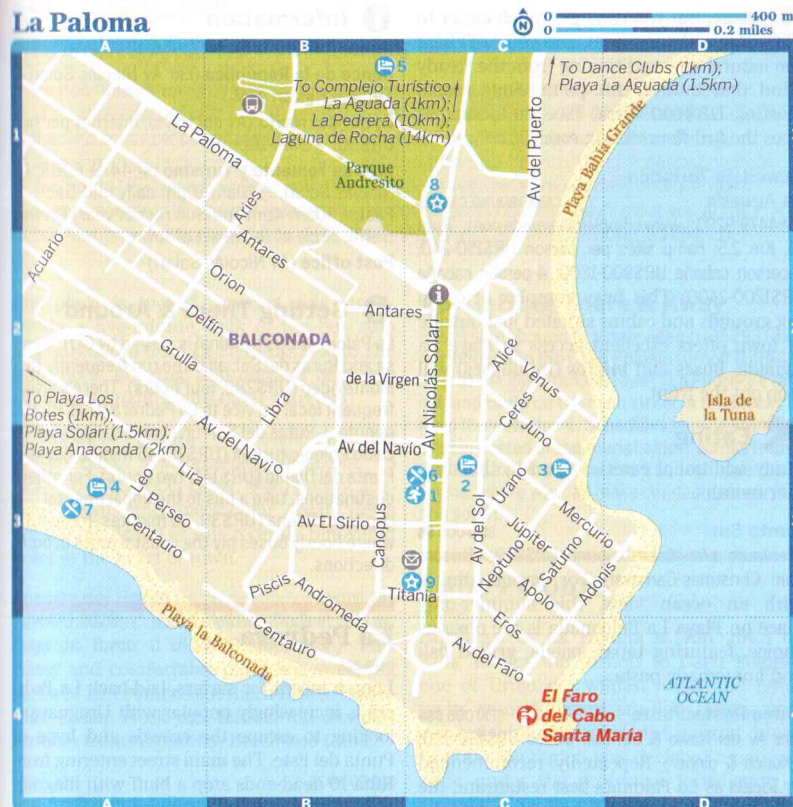 La Paloma
N
0 400 m
0 0.2 miles
A
B
C
D
1
2
3
4
5
To Complejo Turístico
La Aguada (1km);
La Pedrera (10km);
Laguna de Rocha (14km)
To Dance Clubs (1km);
Playa La Aguada (1.5km)
La Paloma
Parque
Andresito
8
Av del Puerto
Playa Bahía Grande
Acuario
Aries
Antares
Orion
Delfín
Grulla
BALCONADA
Antares
i
Av Nicolás Solari
de la Virgen
Alice
Venus
Ceres
Juno
Isla de
la Tuna
To Playa Los
Botes (1km);
Playa Solari (1.5km);
Playa Anaconda (2km)
Libra
Av del Navío
Av del Navío
6
1
2
3
4
7
Leo
Lira
Perseo
Centauro
Av El Sirio
Canopus
Av del Sol
Urano
Mercurio
Júpiter
Neptuno
Saturno
Apolo
Adonis
Eros
9
Titania
Piscis
Andromeda
Centauro
Playa la Balconada
Av del Faro
El Faro
del Cabo
Santa María
ATLANTIC
OCEAN
A
B
C
D